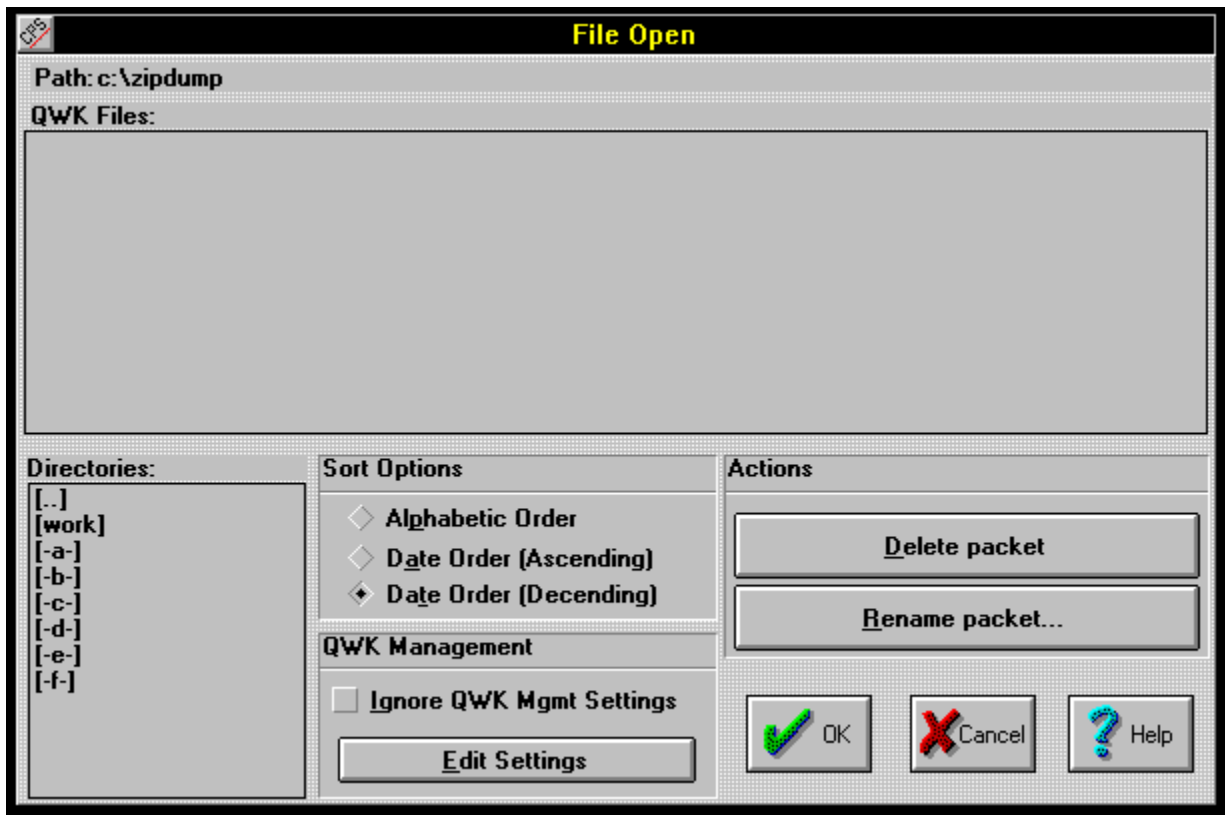 CPS
File Open
Path: c:\zipdump
QWK Files:
Directories:
[..]
[work]
[-a-]
[-b-]
[-c-]
[-d-]
[-e-]
[-f-]
Sort Options
Alphabetic Order
Date Order (Ascending)
Date Order (Decending)
QWK Management
Ignore QWK Mgmt Settings
Edit Settings
Actions
Delete packet
Rename packet...
OK
Cancel
Help